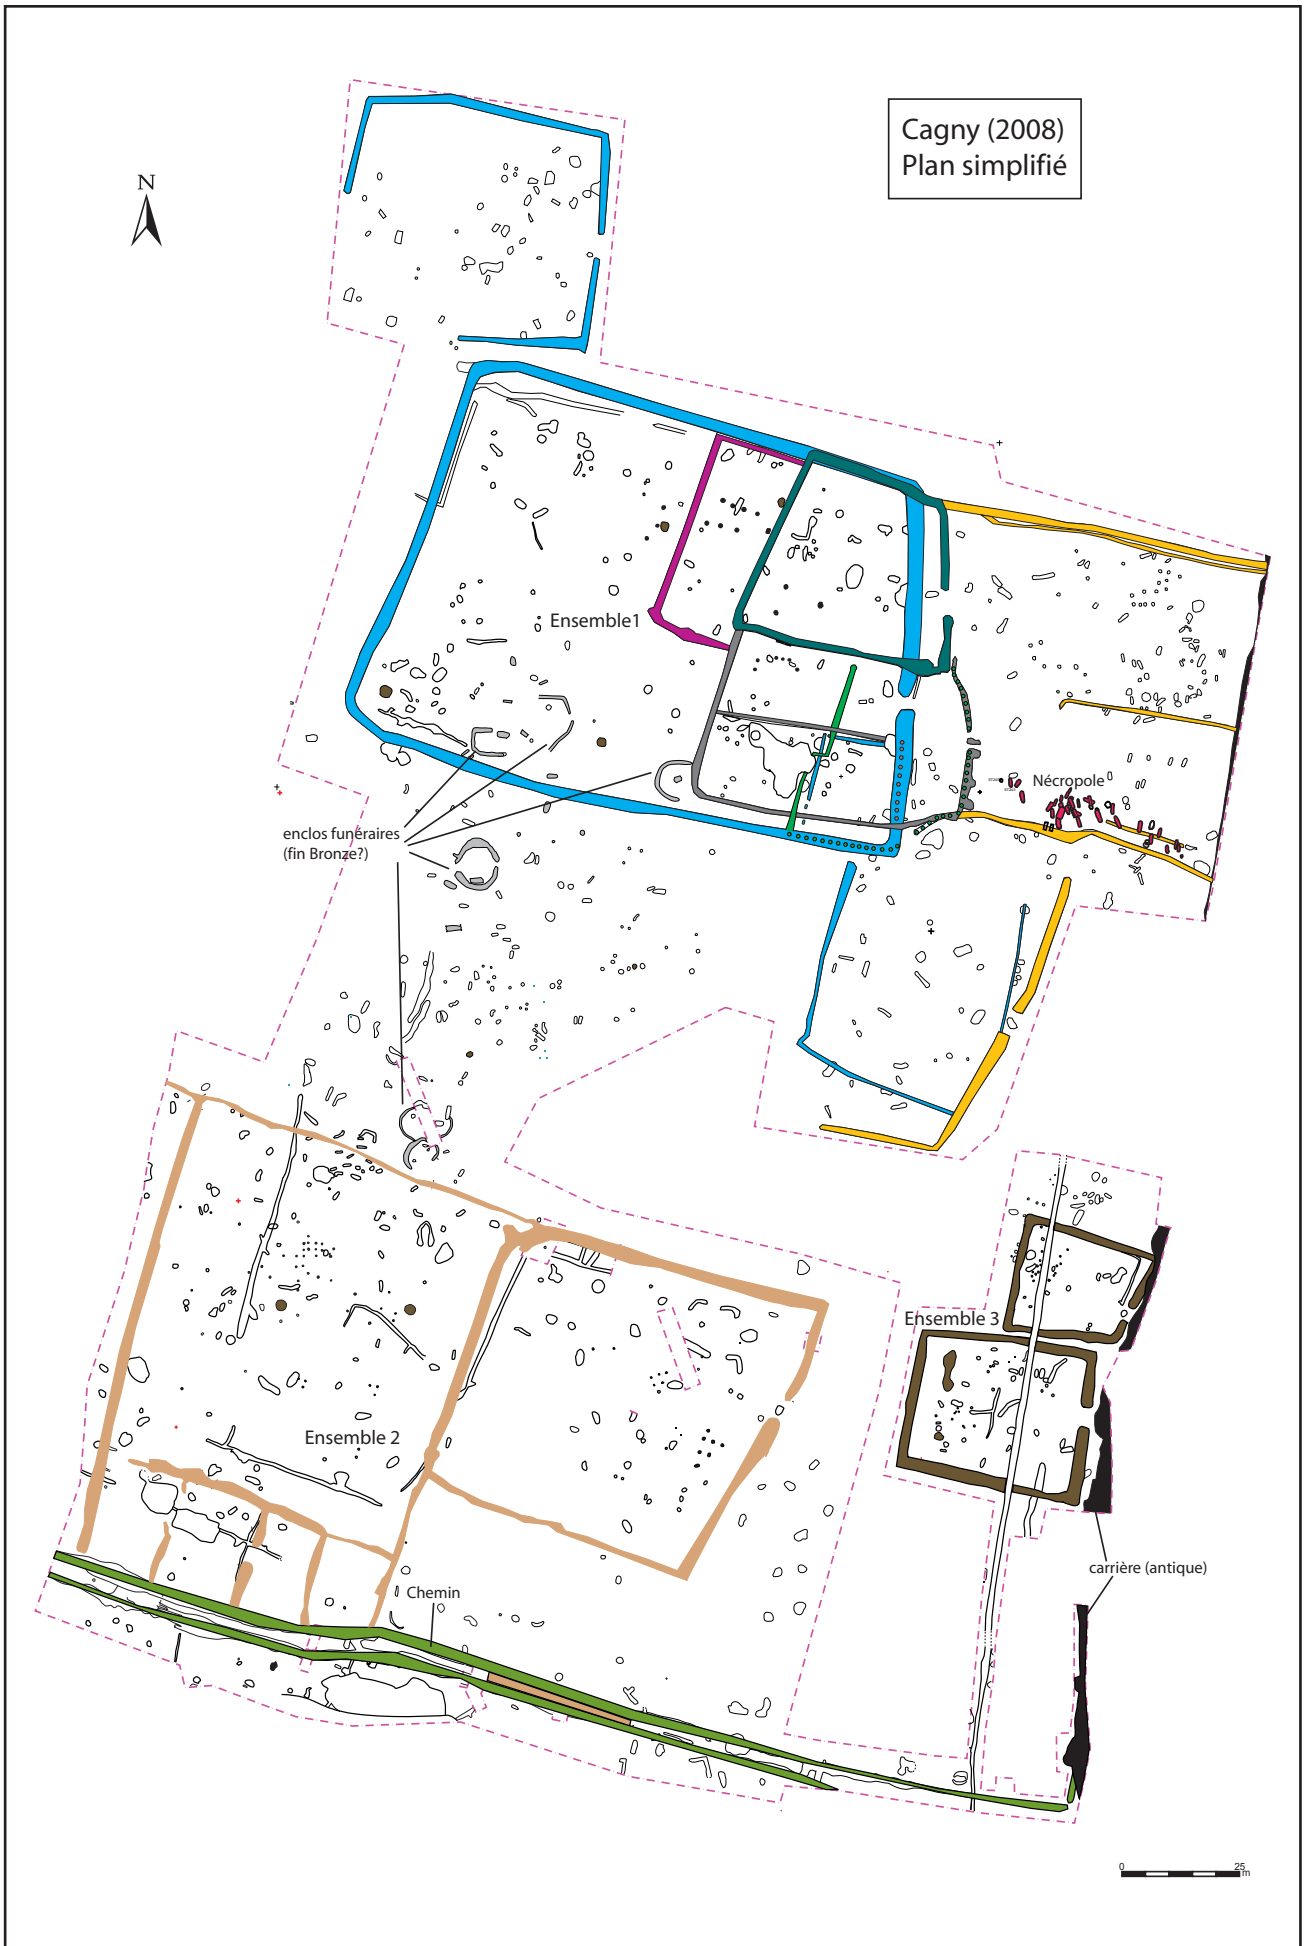 Cagny (2008)
Plan simplifié
N
Ensemble1
Nécropole
enclos funéraires
(fin Bronze?)
Ensemble 3
Ensemble 2
carrière (antique)
Chemin
0 25
m